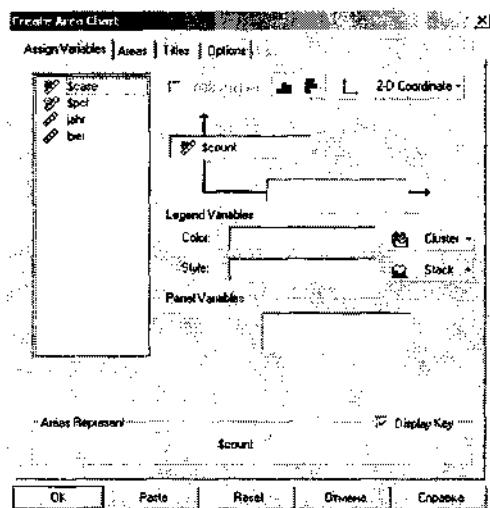 Create Area Chart
Assign Variables Areas Titles Options
$case
$pct
jahr
bei
2-D Coordinate
$count
Legend Variables
Color:
Cluster
Style:
Stack
Panel Variables
Areas Represent
Display Key
$count
OK
Paste
Reset
Отмена
Справка